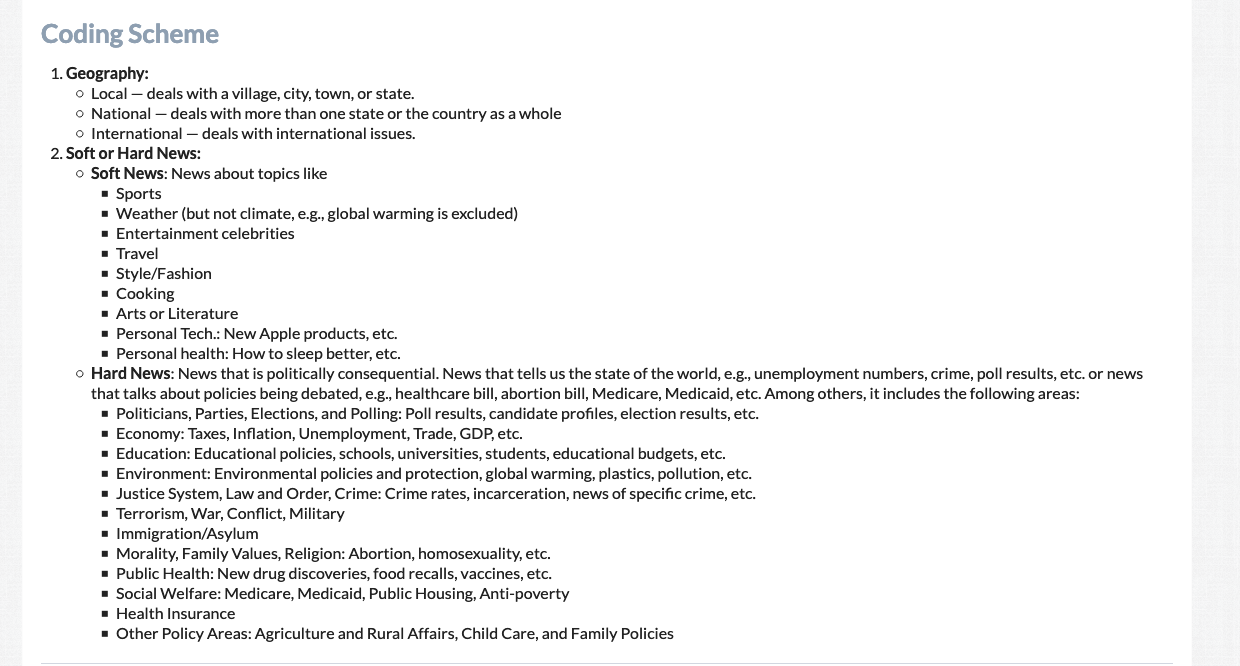 Coding Scheme
1. Geography:
○ Local — deals with a village, city, town, or state.
○ National — deals with more than one state or the country as a whole
○ International — deals with international issues.
2. Soft or Hard News:
○ Soft News: News about topics like
▪ Sports
▪ Weather (but not climate, e.g., global warming is excluded)
▪ Entertainment celebrities
▪ Travel
▪ Style/Fashion
▪ Cooking
▪ Arts or Literature
▪ Personal Tech.: New Apple products, etc.
▪ Personal health: How to sleep better, etc.
○ Hard News: News that is politically consequential. News that tells us the state of the world, e.g., unemployment numbers, crime, poll results, etc. or news
that talks about policies being debated, e.g., healthcare bill, abortion bill, Medicare, Medicaid, etc. Among others, it includes the following areas:
▪ Politicians, Parties, Elections, and Polling: Poll results, candidate profiles, election results, etc.
▪ Economy: Taxes, Inflation, Unemployment, Trade, GDP, etc.
▪ Education: Educational policies, schools, universities, students, educational budgets, etc.
▪ Environment: Environmental policies and protection, global warming, plastics, pollution, etc.
▪ Justice System, Law and Order, Crime: Crime rates, incarceration, news of specific crime, etc.
▪ Terrorism, War, Conflict, Military
▪ Immigration/Asylum
▪ Morality, Family Values, Religion: Abortion, homosexuality, etc.
▪ Public Health: New drug discoveries, food recalls, vaccines, etc.
▪ Social Welfare: Medicare, Medicaid, Public Housing, Anti-poverty
▪ Health Insurance
▪ Other Policy Areas: Agriculture and Rural Affairs, Child Care, and Family Policies